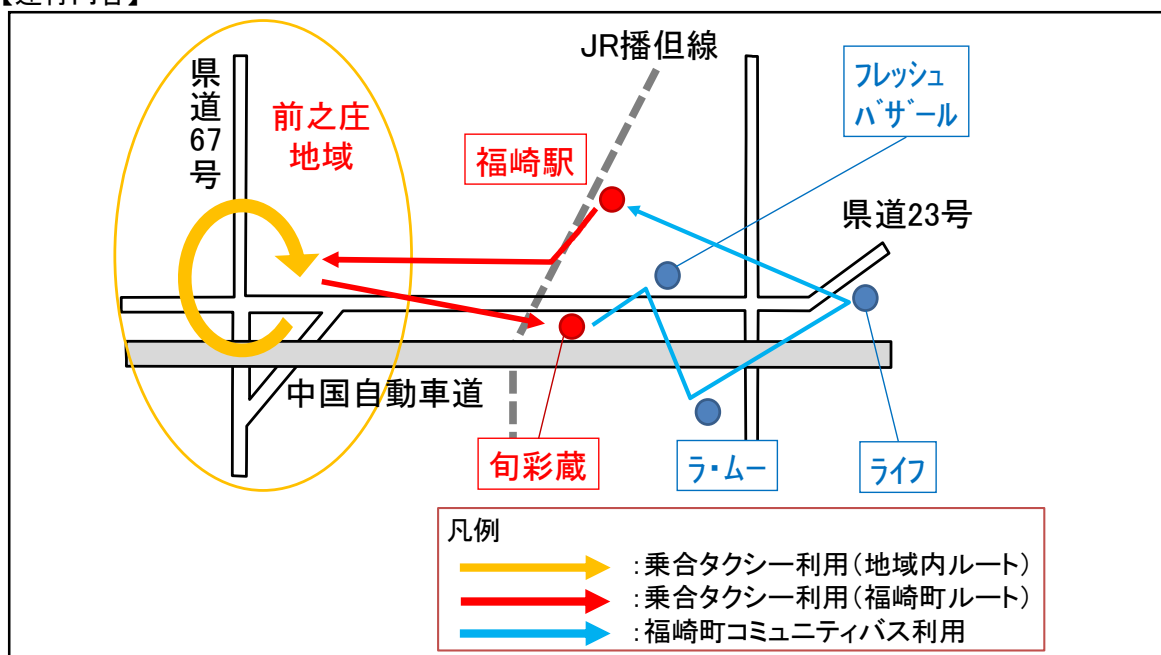 JR播担線
県道67号
前之庄
地域
福崎駅
フレッシュ
バザール
県道23号
中国自動車道
旬彩蔵
ラ・ムー
ライフ
凡例
：乗合タクシー利用（地域内ルート）
：乗合タクシー利用（福崎町ルート）
：福崎町コミュニティバス利用